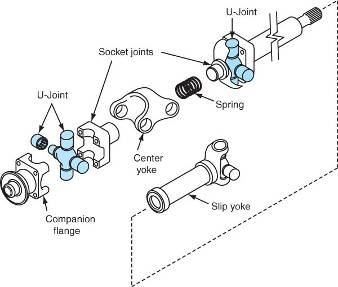 U-Joint
Socket joints
U-Joint
Spring
Center
yoke
Slip yoke
Companion
flange